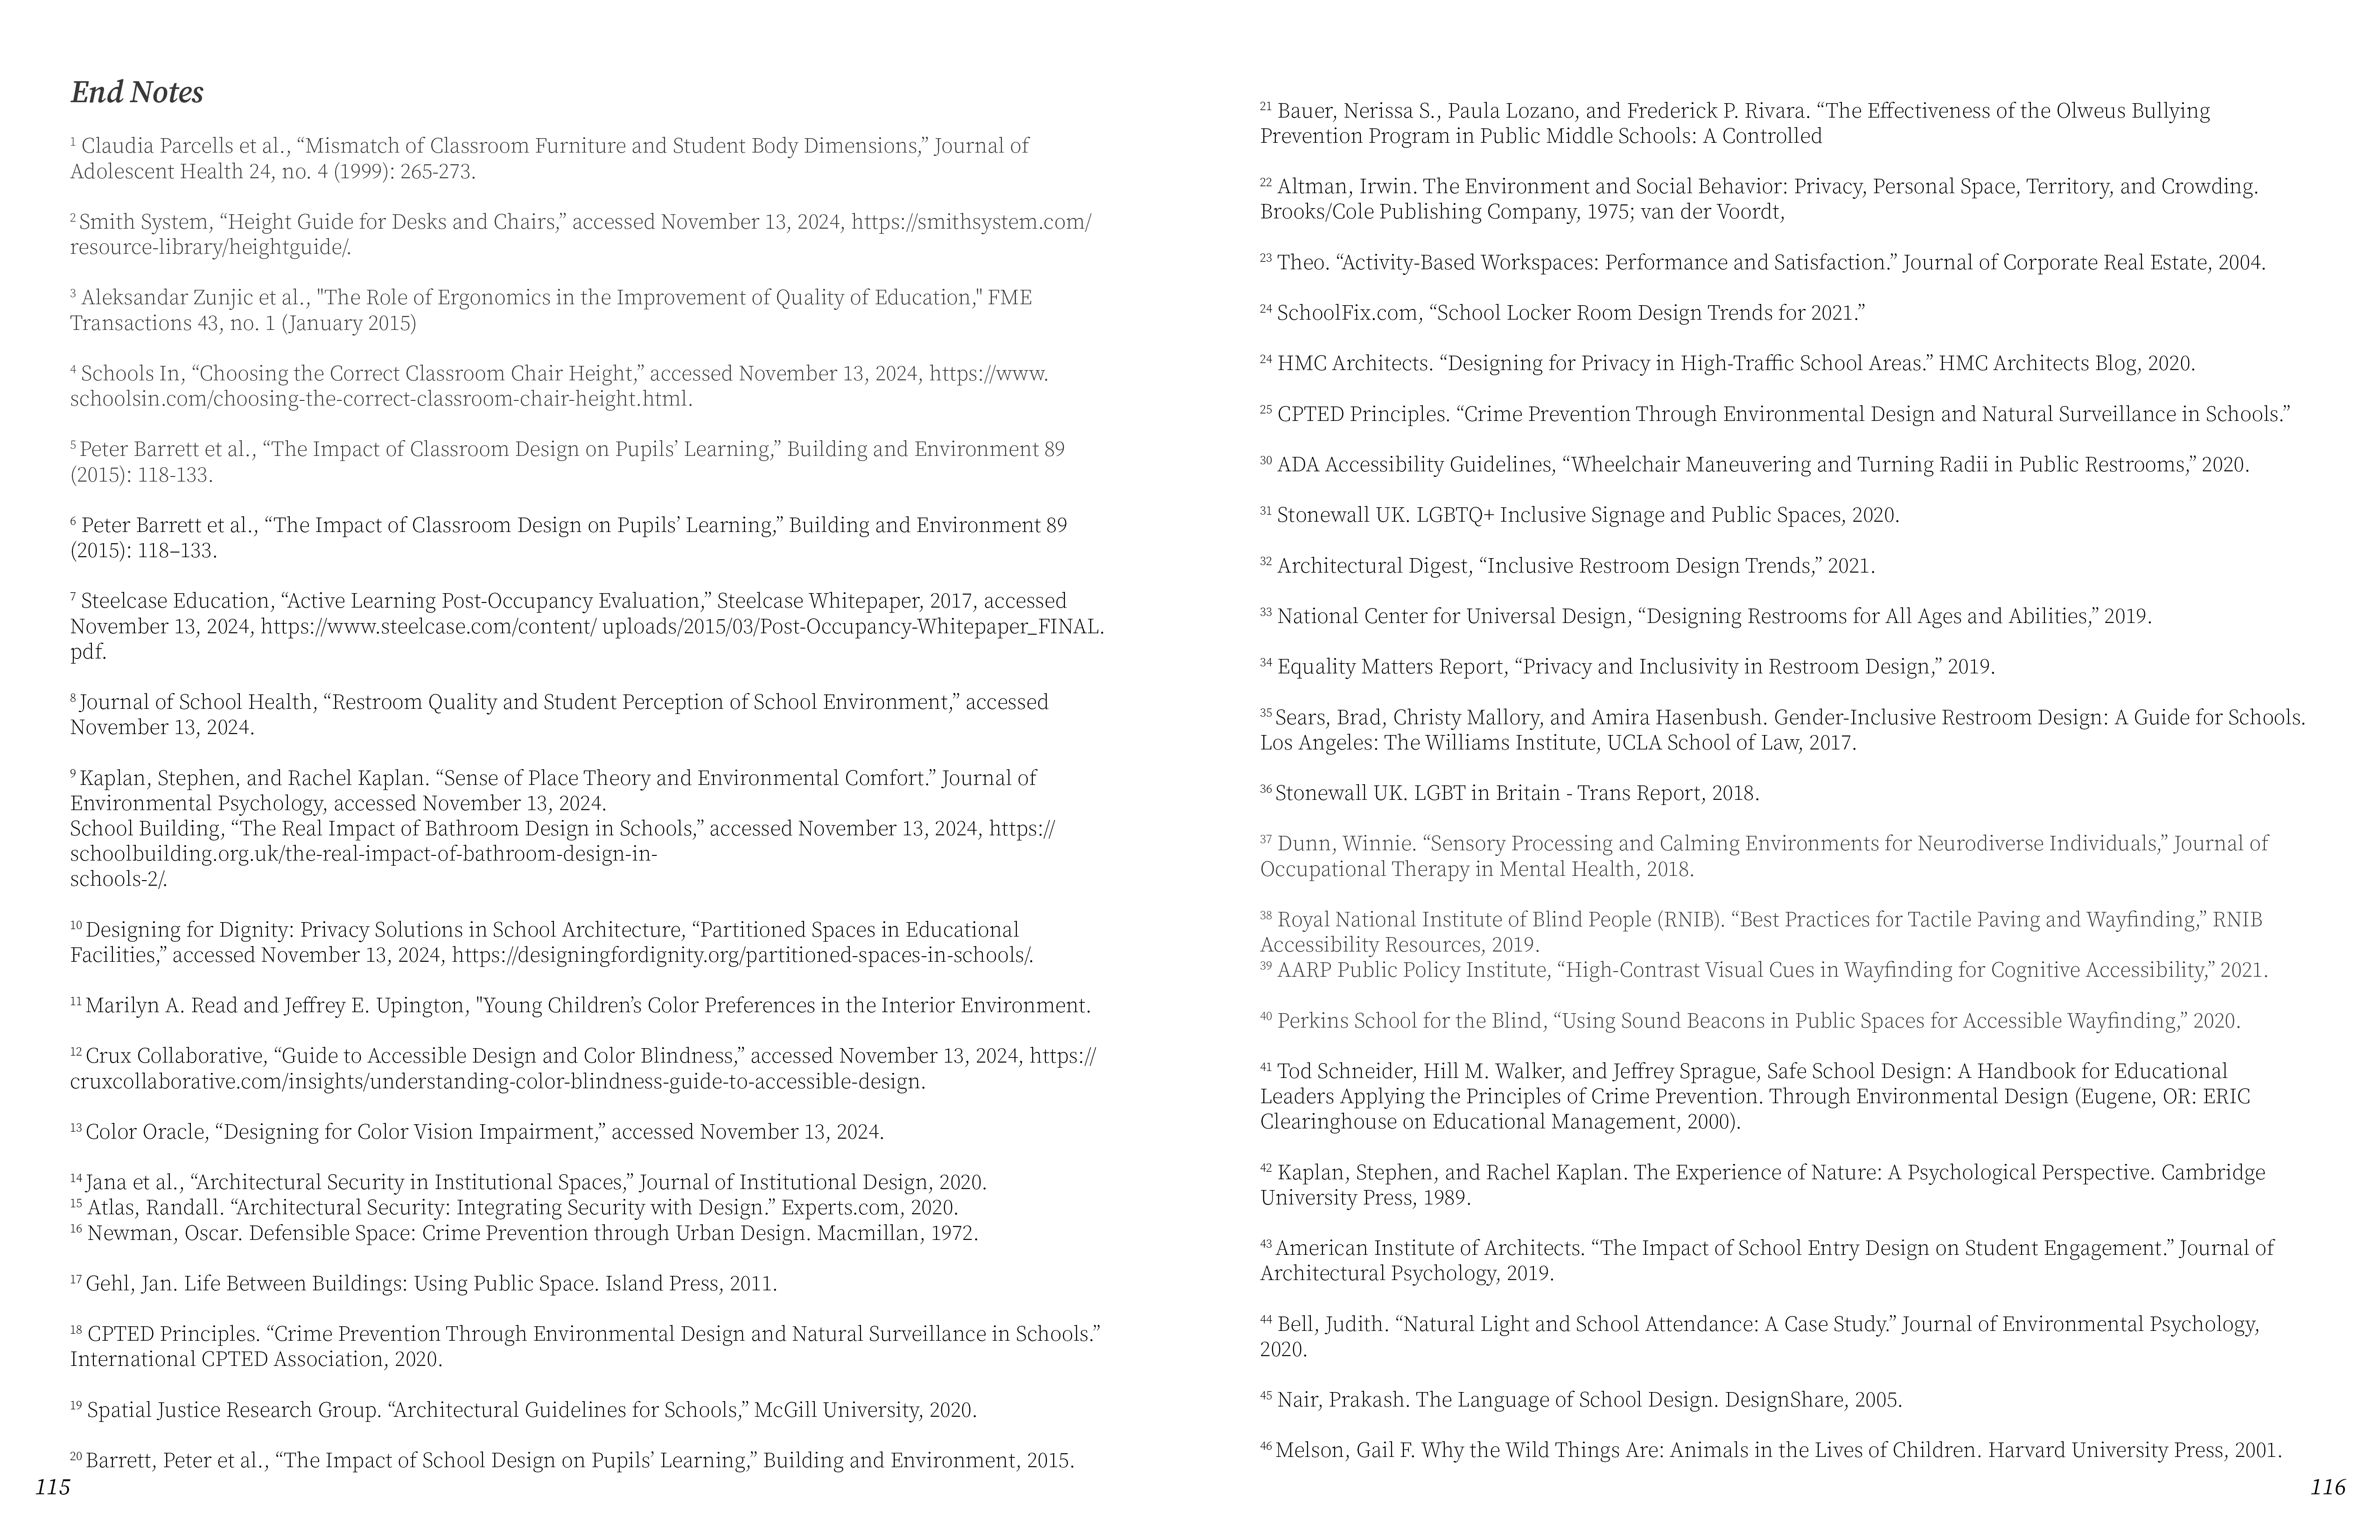 End Notes
1 Claudia Parcells et al., “Mismatch of Classroom Furniture and Student Body Dimensions,” Journal of
Adolescent Health 24, no. 4 (1999): 265-273.
2 Smith System, “Height Guide for Desks and Chairs,” accessed November 13, 2024, https://smithsystem.com/
resource-library/heightguide/.
3 Aleksandar Zunjic et al., "The Role of Ergonomics in the Improvement of Quality of Education," FME
Transactions 43, no. 1 (January 2015)
4 Schools In, “Choosing the Correct Classroom Chair Height,” accessed November 13, 2024, https://www.
schoolsin.com/choosing-the-correct-classroom-chair-height.html.
5 Peter Barrett et al., “The Impact of Classroom Design on Pupils’ Learning,” Building and Environment 89
(2015): 118-133.
6 Peter Barrett et al., “The Impact of Classroom Design on Pupils’ Learning,” Building and Environment 89
(2015): 118–133.
7 Steelcase Education, “Active Learning Post-Occupancy Evaluation,” Steelcase Whitepaper, 2017, accessed
November 13, 2024, https://www.steelcase.com/content/ uploads/2015/03/Post-Occupancy-Whitepaper_FINAL.
pdf.
8 Journal of School Health, “Restroom Quality and Student Perception of School Environment,” accessed
November 13, 2024.
9 Kaplan, Stephen, and Rachel Kaplan. “Sense of Place Theory and Environmental Comfort.” Journal of
Environmental Psychology, accessed November 13, 2024.
School Building, “The Real Impact of Bathroom Design in Schools,” accessed November 13, 2024, https://
schoolbuilding.org.uk/the-real-impact-of-bathroom-design-in-
schools-2/.
10 Designing for Dignity: Privacy Solutions in School Architecture, “Partitioned Spaces in Educational
Facilities,” accessed November 13, 2024, https://designingfordignity.org/partitioned-spaces-in-schools/.
11 Marilyn A. Read and Jeffrey E. Upington, "Young Children’s Color Preferences in the Interior Environment.
12 Crux Collaborative, “Guide to Accessible Design and Color Blindness,” accessed November 13, 2024, https://
cruxcollaborative.com/insights/understanding-color-blindness-guide-to-accessible-design.
13 Color Oracle, “Designing for Color Vision Impairment,” accessed November 13, 2024.
14 Jana et al., “Architectural Security in Institutional Spaces,” Journal of Institutional Design, 2020.
15 Atlas, Randall. “Architectural Security: Integrating Security with Design.” Experts.com, 2020.
16 Newman, Oscar. Defensible Space: Crime Prevention through Urban Design. Macmillan, 1972.
17 Gehl, Jan. Life Between Buildings: Using Public Space. Island Press, 2011.
18 CPTED Principles. “Crime Prevention Through Environmental Design and Natural Surveillance in Schools.”
International CPTED Association, 2020.
19 Spatial Justice Research Group. “Architectural Guidelines for Schools,” McGill University, 2020.
20 Barrett, Peter et al., “The Impact of School Design on Pupils’ Learning,” Building and Environment, 2015.
115
21 Bauer, Nerissa S., Paula Lozano, and Frederick P. Rivara. “The Effectiveness of the Olweus Bullying
Prevention Program in Public Middle Schools: A Controlled
22 Altman, Irwin. The Environment and Social Behavior: Privacy, Personal Space, Territory, and Crowding.
Brooks/Cole Publishing Company, 1975; van der Voordt,
23 Theo. “Activity-Based Workspaces: Performance and Satisfaction.” Journal of Corporate Real Estate, 2004.
24 SchoolFix.com, “School Locker Room Design Trends for 2021.”
24 HMC Architects. “Designing for Privacy in High-Traffic School Areas.” HMC Architects Blog, 2020.
25 CPTED Principles. “Crime Prevention Through Environmental Design and Natural Surveillance in Schools.”
30 ADA Accessibility Guidelines, “Wheelchair Maneuvering and Turning Radii in Public Restrooms,” 2020.
31 Stonewall UK. LGBTQ+ Inclusive Signage and Public Spaces, 2020.
32 Architectural Digest, “Inclusive Restroom Design Trends,” 2021.
33 National Center for Universal Design, “Designing Restrooms for All Ages and Abilities,” 2019.
34 Equality Matters Report, “Privacy and Inclusivity in Restroom Design,” 2019.
35 Sears, Brad, Christy Mallory, and Amira Hasenbush. Gender-Inclusive Restroom Design: A Guide for Schools.
Los Angeles: The Williams Institute, UCLA School of Law, 2017.
36 Stonewall UK. LGBT in Britain - Trans Report, 2018.
37 Dunn, Winnie. “Sensory Processing and Calming Environments for Neurodiverse Individuals,” Journal of
Occupational Therapy in Mental Health, 2018.
38 Royal National Institute of Blind People (RNIB). “Best Practices for Tactile Paving and Wayfinding,” RNIB
Accessibility Resources, 2019.
39 AARP Public Policy Institute, “High-Contrast Visual Cues in Wayfinding for Cognitive Accessibility,” 2021.
40 Perkins School for the Blind, “Using Sound Beacons in Public Spaces for Accessible Wayfinding,” 2020.
41 Tod Schneider, Hill M. Walker, and Jeffrey Sprague, Safe School Design: A Handbook for Educational
Leaders Applying the Principles of Crime Prevention. Through Environmental Design (Eugene, OR: ERIC
Clearinghouse on Educational Management, 2000).
42 Kaplan, Stephen, and Rachel Kaplan. The Experience of Nature: A Psychological Perspective. Cambridge
University Press, 1989.
43 American Institute of Architects. “The Impact of School Entry Design on Student Engagement.” Journal of
Architectural Psychology, 2019.
44 Bell, Judith. “Natural Light and School Attendance: A Case Study.” Journal of Environmental Psychology,
2020.
45 Nair, Prakash. The Language of School Design. DesignShare, 2005.
46 Melson, Gail F. Why the Wild Things Are: Animals in the Lives of Children. Harvard University Press, 2001.
116